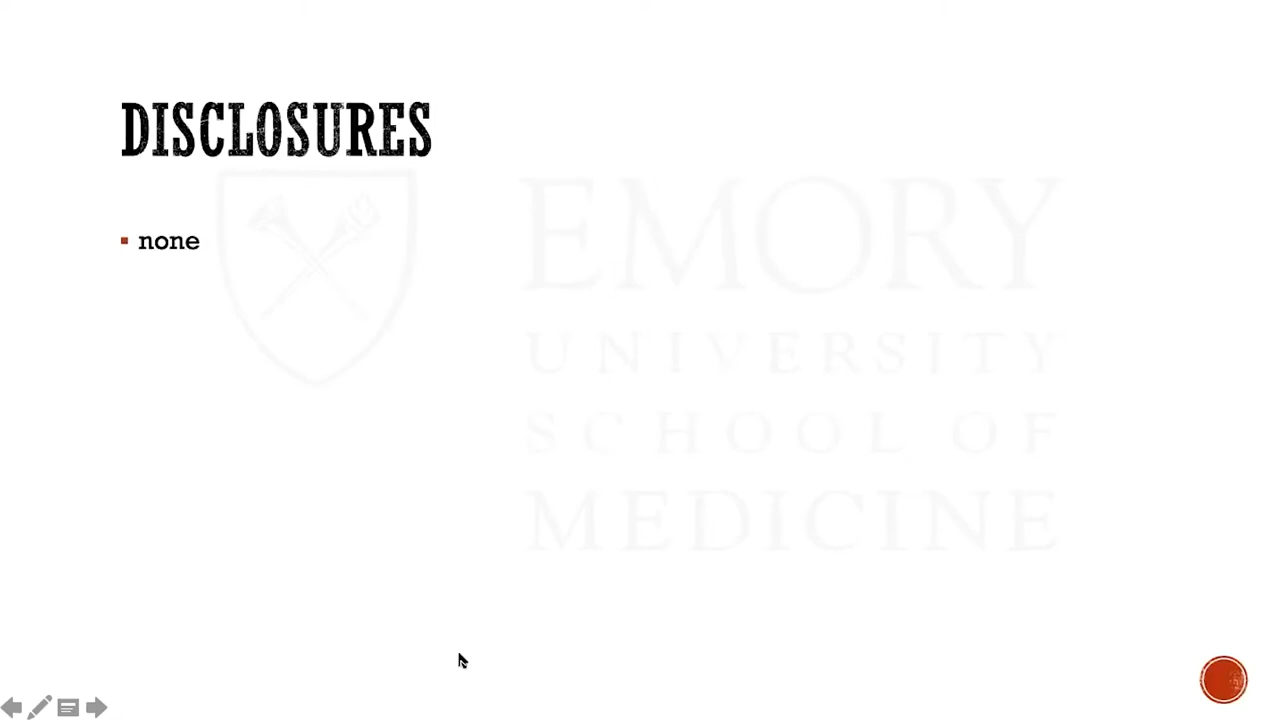 DISCLOSURES
none
EMORY
UNIVERSITY
SCHOOL OF
MEDICINE